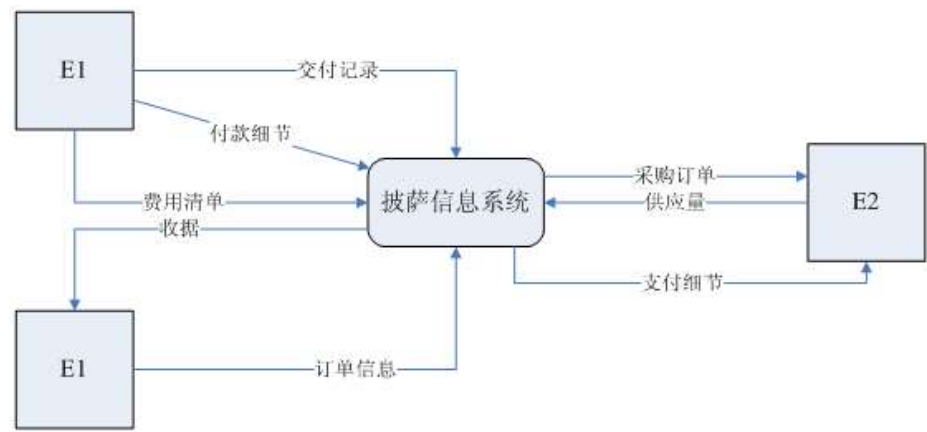 E1
交付记录
付款细节
费用清单
收据
披萨信息系统
采购订单
供应量
E2
支付细节
E1
订单信息